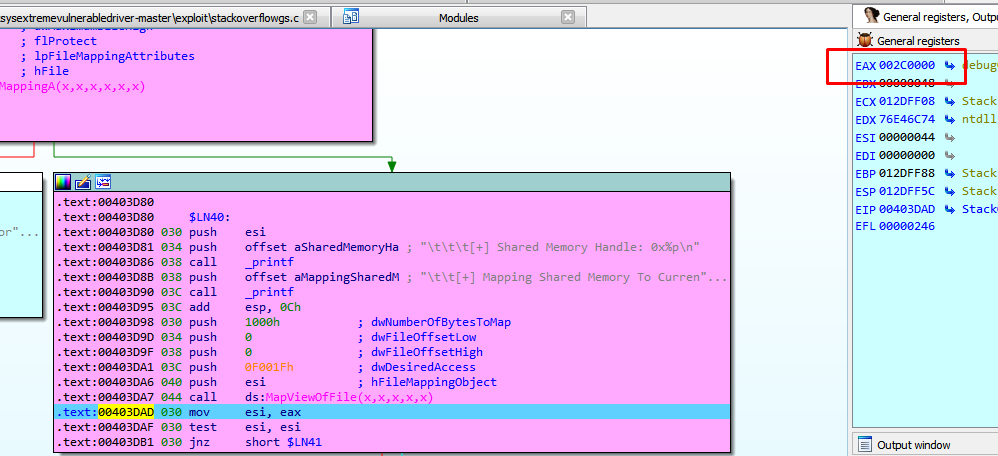 sysextremevulnerabledriver-master\exploit\stackoverflowgs.c
Modules
General registers, Outpu
; flProtect
; lpFileMappingAttributes
; hFile
MappingA(x,x,x,x,x,x)
General registers
EAX 002C0000 debug
EBX 00000048
ECX 012DFF08 Stack
EDX 76E46C74 ntdll
ESI 00000044
EDI 00000000
EBP 012DFF88 Stack
ESP 012DFF5C Stack
EIP 00403DAD Stack
EFL 00000246
or"...
.text:00403D80
.text:00403D80 $LN40:
.text:00403D80 030 push esi
.text:00403D81 034 push offset aSharedMemoryHa ; "\t\t\t[+] Shared Memory Handle: 0x%p\n"
.text:00403D86 038 call _printf
.text:00403D8B 038 push offset aMappingSharedM ; "\t\t\t[+] Mapping Shared Memory To Curren"...
.text:00403D90 03C call _printf
.text:00403D95 03C add esp, 0Ch
.text:00403D98 030 push 1000h ; dwNumberOfBytesToMap
.text:00403D9D 034 push 0 ; dwFileOffsetLow
.text:00403D9F 038 push 0 ; dwFileOffsetHigh
.text:00403DA1 03C push 0F001Fh ; dwDesiredAccess
.text:00403DA6 040 push esi ; hFileMappingObject
.text:00403DA7 044 call ds:MapViewOfFile(x,x,x,x,x)
.text:00403DAD 030 mov esi, eax
.text:00403DAF 030 test esi, esi
.text:00403DB1 030 jnz short $LN41
Output window